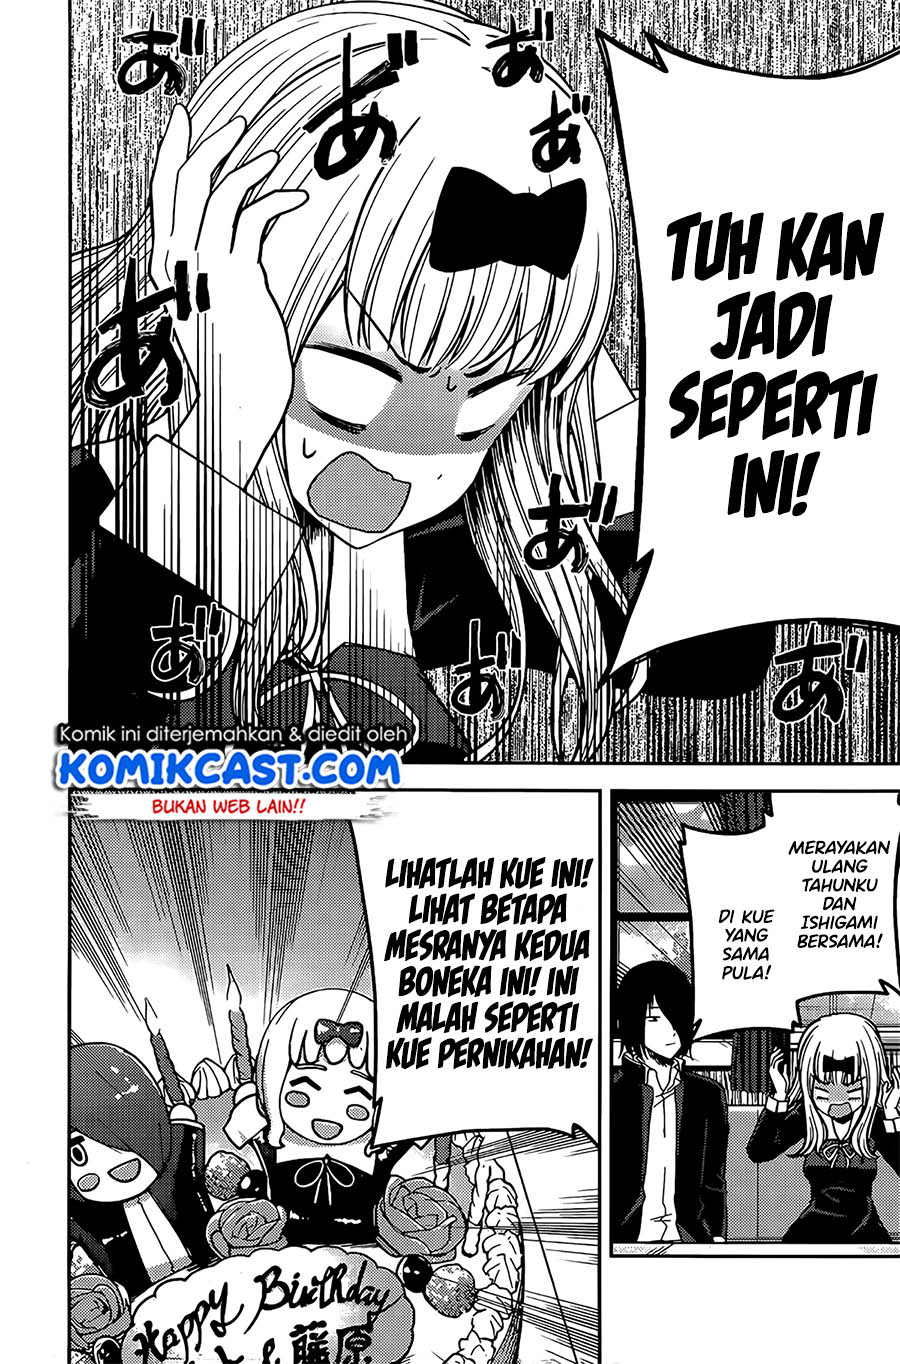 あ゛
あ゛
あ゛
あ゛
あ゛
あ゛
あ゛
あ゛
あ゛
TUH KAN
JADI
SEPERTI
INI!
Komik ini diterjemahkan & diedit oleh
KOMIKCAST.COM
BUKAN WEB LAIN!!
MERAYAKAN
ULANG
TAHUNKU
DAN
ISHIGAMI
BERSAMA!
DI KUE
YANG
SAMA
PULA!
LIHATLAH KUE INI!
LIHAT BETAPA
MESRANYA KEDUA
BONEKA INI! INI
MALAH SEPERTI
KUE PERNIKAHAN!
Happy Birthday
& 藤原